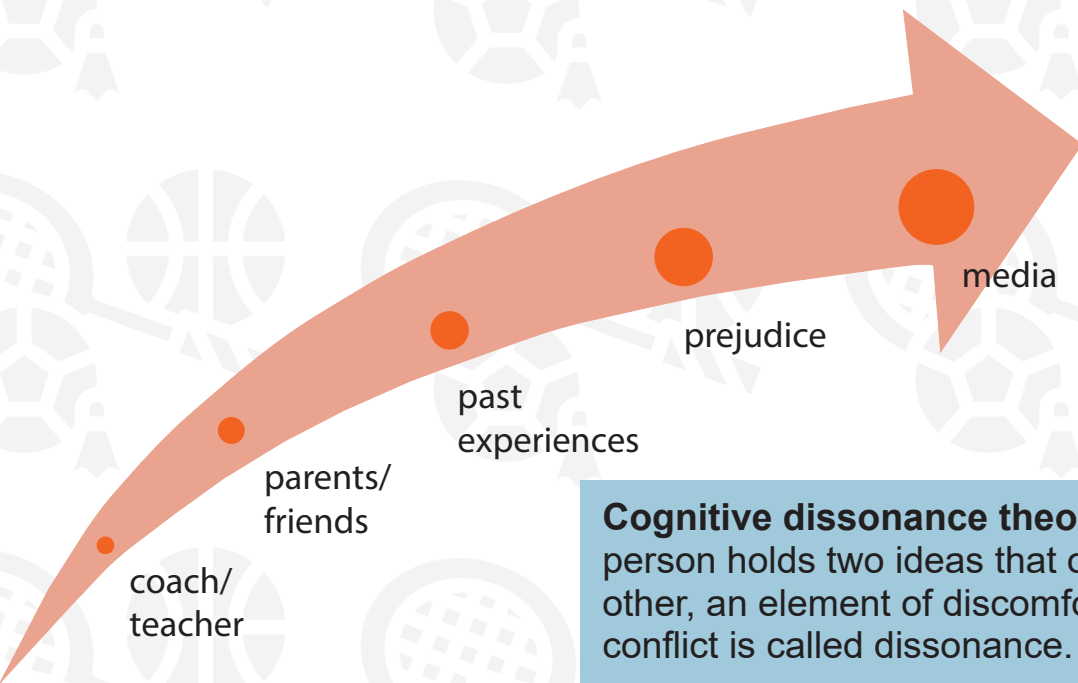 media
prejudice
past
experiences
parents/
friends
coach/
teacher
Cognitive dissonance
person holds two ideas that
other, an element of
conflict is called dissonance.